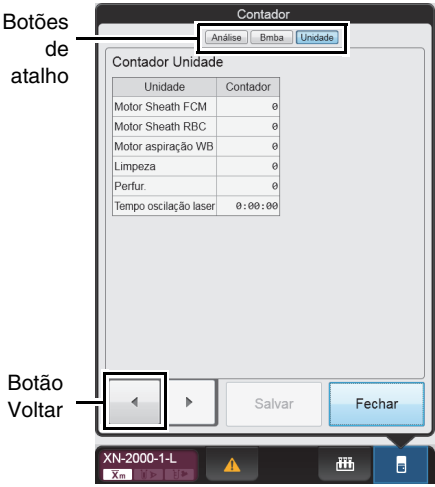 Botões
de
atalho
Contador
Análise Bmba Unidade
Contador Unidade
Unidade Contador
Motor Sheath FCM 0
Motor Sheath RBC 0
Motor aspiração WB 0
Limpeza 0
Perfur. 0
Tempo oscilação laser 0:00:00
Botão
Voltar
Salvar Fechar
XN-2000-1-L
Xm